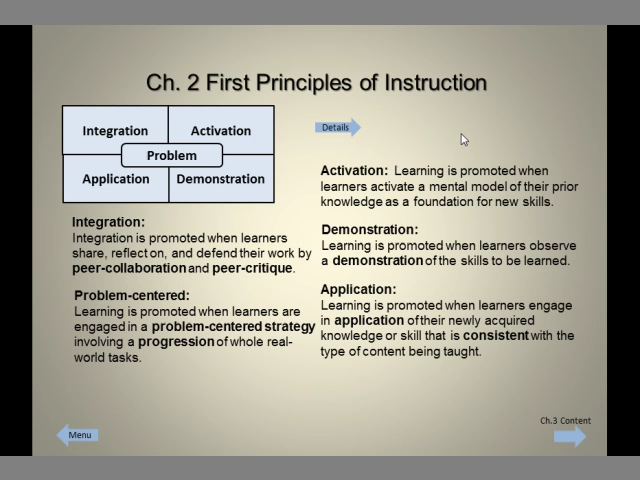 Ch. 2 First Principles of Instruction
Integration
Activation
Problem
Application
Demonstration
Details
Integration:
Integration is promoted when learners
share, reflect on, and defend their work by
peer-collaboration and peer-critique.
Problem-centered:
Learning is promoted when learners are
engaged in a problem-centered strategy
involving a progression of whole real-
world tasks.
Activation: Learning is promoted when
learners activate a mental model of their prior
knowledge as a foundation for new skills.
Demonstration:
Learning is promoted when learners observe
a demonstration of the skills to be learned.
Application:
Learning is promoted when learners engage
in application of their newly acquired
knowledge or skill that is consistent with the
type of content being taught.
Menu
Ch.3 Content